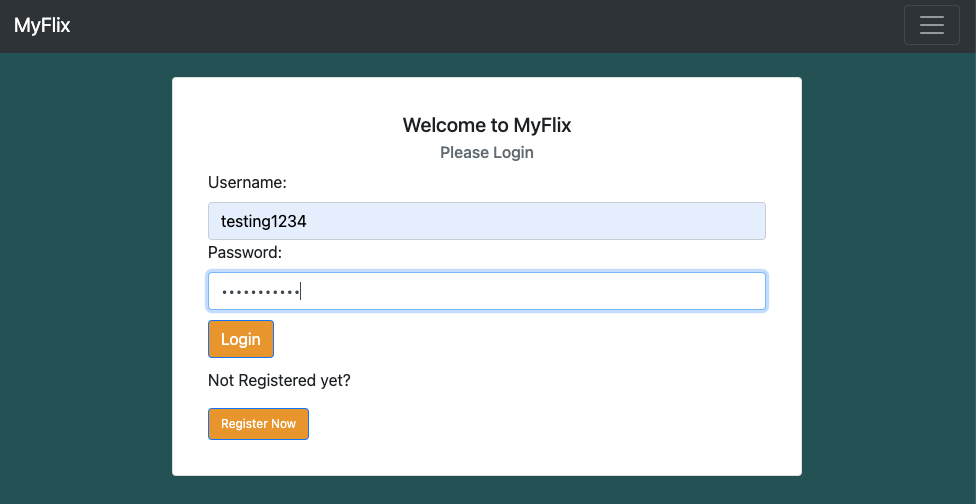 MyFlix
Welcome to MyFlix
Please Login
Username:
testing1234
Password:
•••••••••••
Login
Not Registered yet?
Register Now